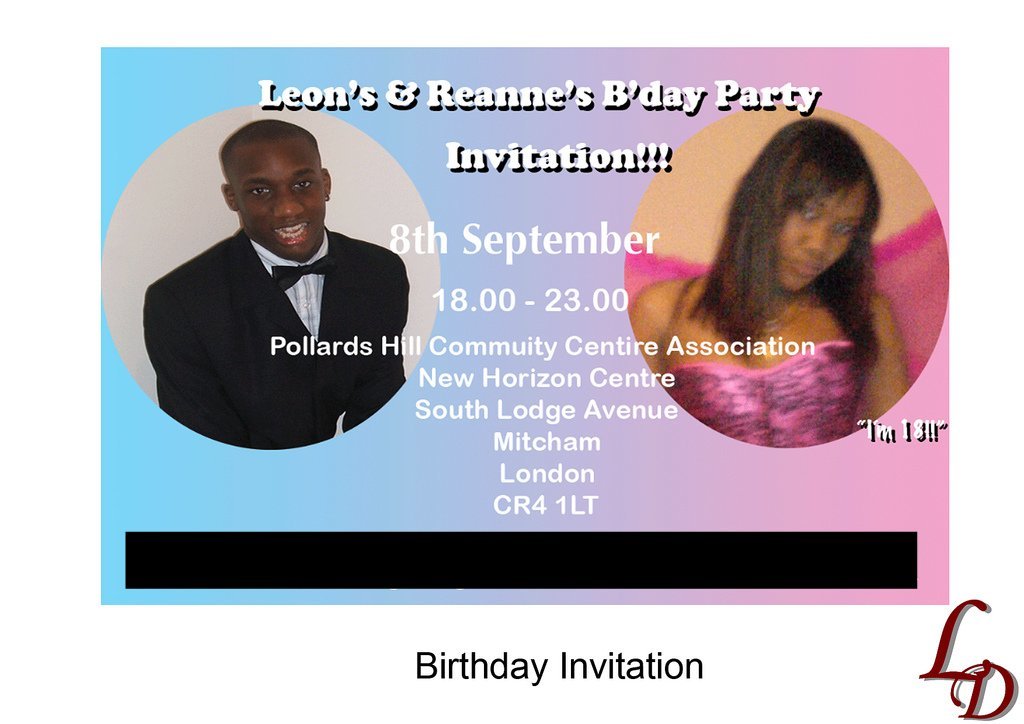 Leon's & Reanne's B'day Party
Invitation!!!
8th September
18.00 - 23.00
Pollards Hill Commuity Centire Association
New Horizon Centre
South Lodge Avenue
Mitcham
London
CR4 1LT
"I'm 18!!"
Birthday Invitation
LD